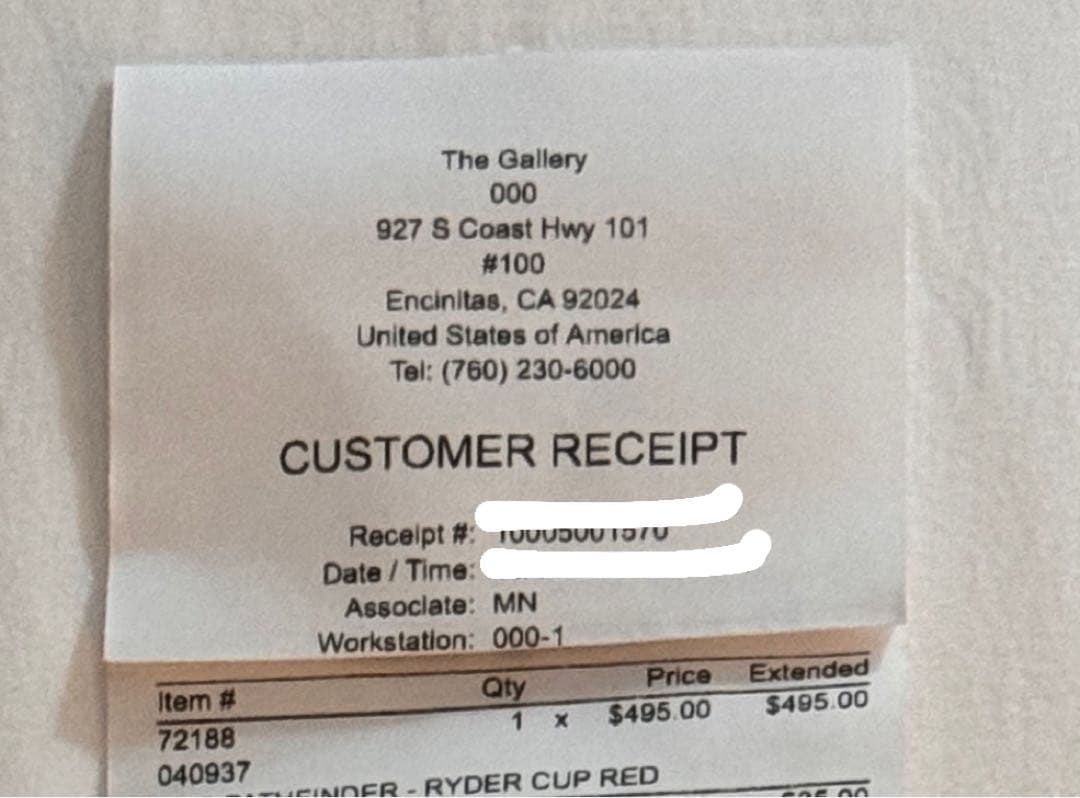 The Gallery
000
927 S Coast Hwy 101
#100
Encinitas, CA 92024
United States of America
Tel: (760) 230-6000
CUSTOMER RECEIPT
Receipt #:
Date / Time:
Associate: MN
Workstation: 000-1
Item # Qty Price Extended
72188 1 x $495.00 $495.00
040937
- RYDER CUP RED